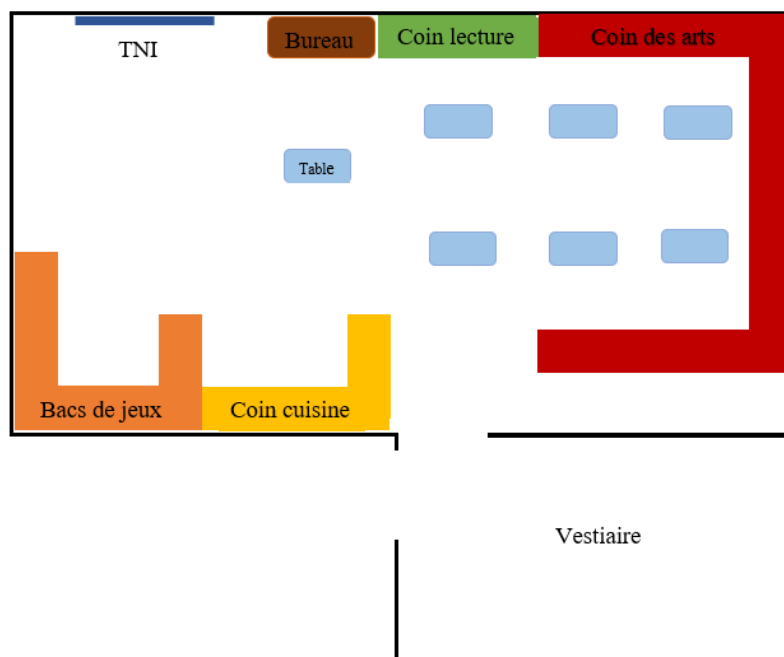 TNI
Bureau
Coin lecture
Coin des arts
Table
Bacs de jeux
Coin cuisine
Vestiaire